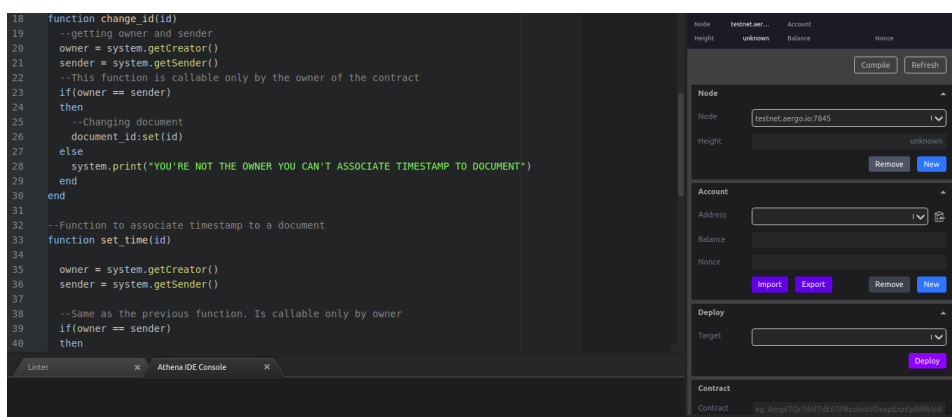 18 function change_id(id)
19 --getting owner and sender
20 owner = system.getCreator()
21 sender = system.getSender()
22 --This function is callable only by the owner of the contract
23 if(owner == sender)
24 then
25 --Changing document
26 document_id:set(id)
27 else
28 system.print("YOU'RE NOT THE OWNER YOU CAN'T ASSOCIATE TIMESTAMP TO DOCUMENT")
29 end
30 end
31
32 --Function to associate timestamp to a document
33 function set_time(id)
34
35 owner = system.getCreator()
36 sender = system.getSender()
37
38 --Same as the previous function. Is callable only by owner
39 if(owner == sender)
40 then
Linter × Athena IDE Console ×
Node testnet.aer... Account
Height unknown Balance Nonce
Compile Refresh
Node
Node testnet.aergo.io:7845
Height unknown
Remove New
Account
Address
Balance
Nonce
Import Export Remove New
Deploy
Target
Deploy
Contract
Contract eg.